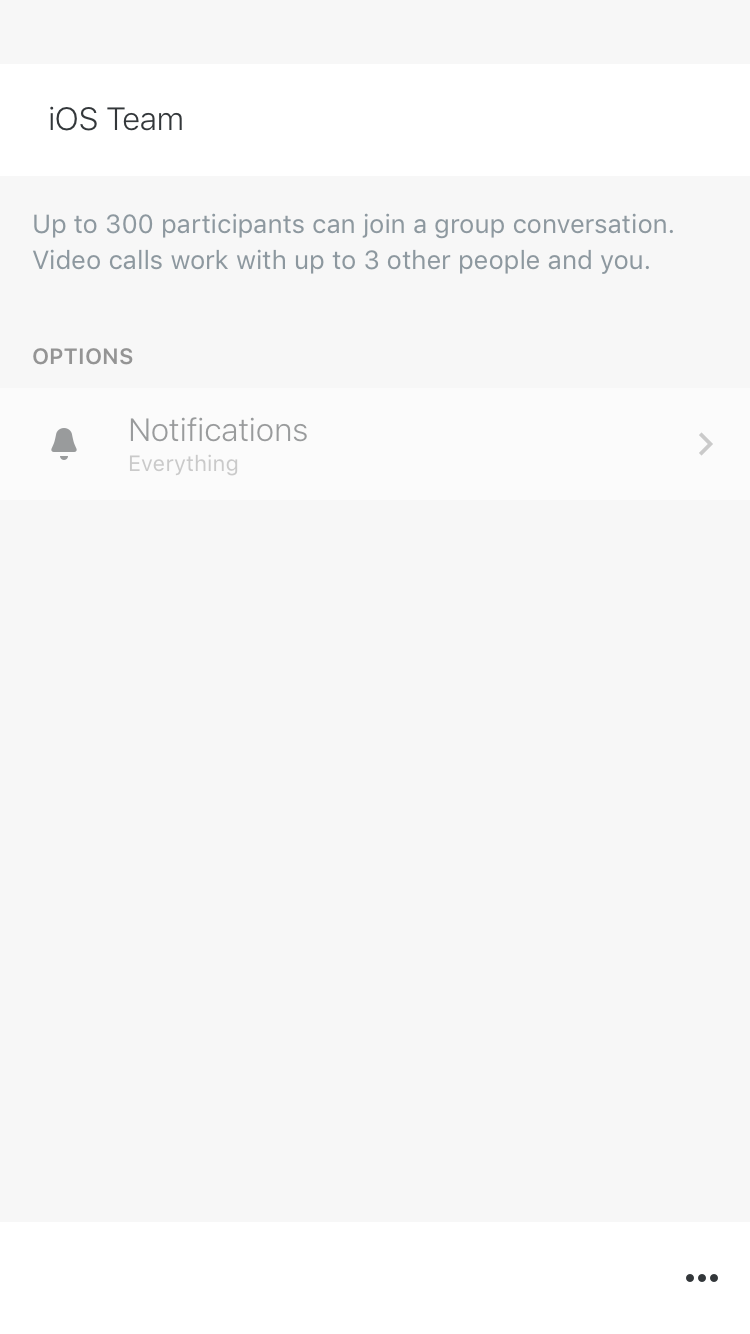 iOS Team
Up to 300 participants can join a group conversation.
Video calls work with up to 3 other people and you.
OPTIONS
Notifications
Everything